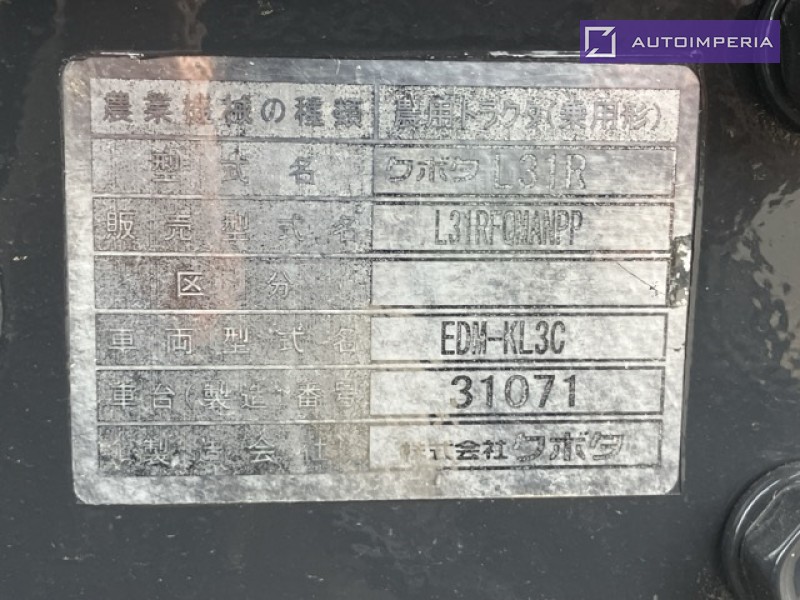 AUTOIMPERIA
農業機械の種類 農用トラクタ(乗用形)
型式名 クボタ L31R
販売型式名 L31RFQMANPP
区分
車両型式名 EDM-KL3C
車台(製造)番号 31071
製造会社 株式会社クボタ